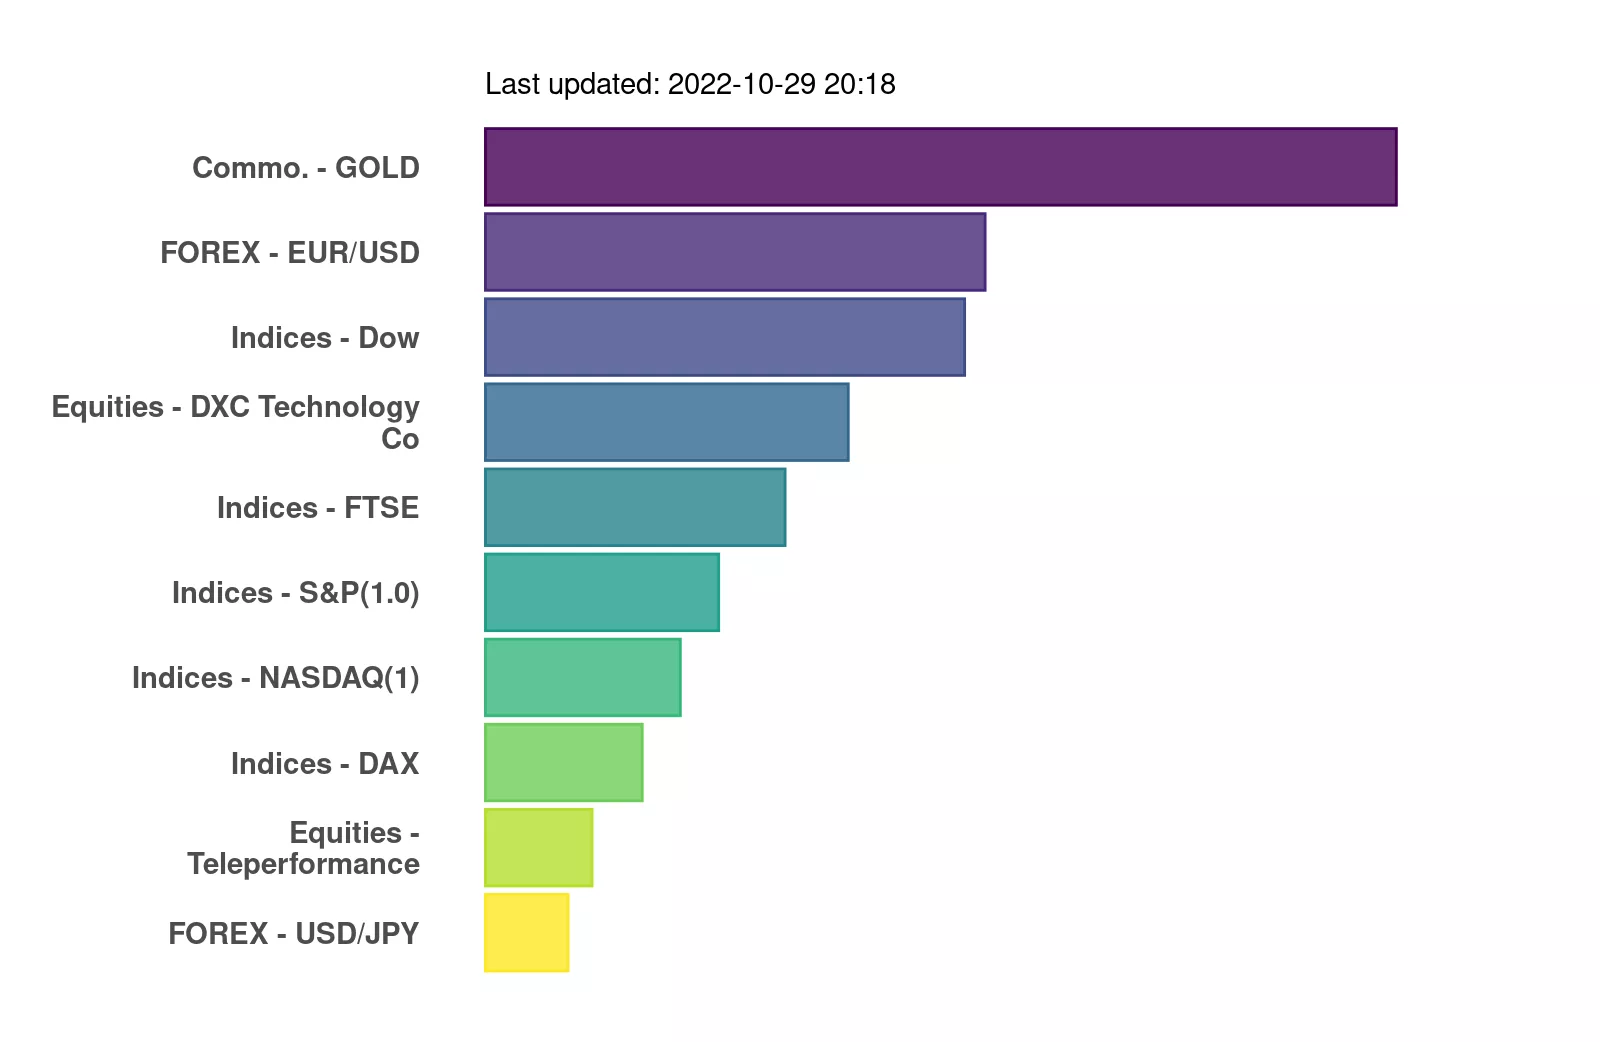 Last updated: 2022-10-29 20:18
Commo. - GOLD
FOREX - EUR/USD
Indices - Dow
Equities - DXC Technology
Co
Indices - FTSE
Indices - S&P(1.0)
Indices - NASDAQ(1)
Indices - DAX
Equities -
Teleperformance
FOREX - USD/JPY